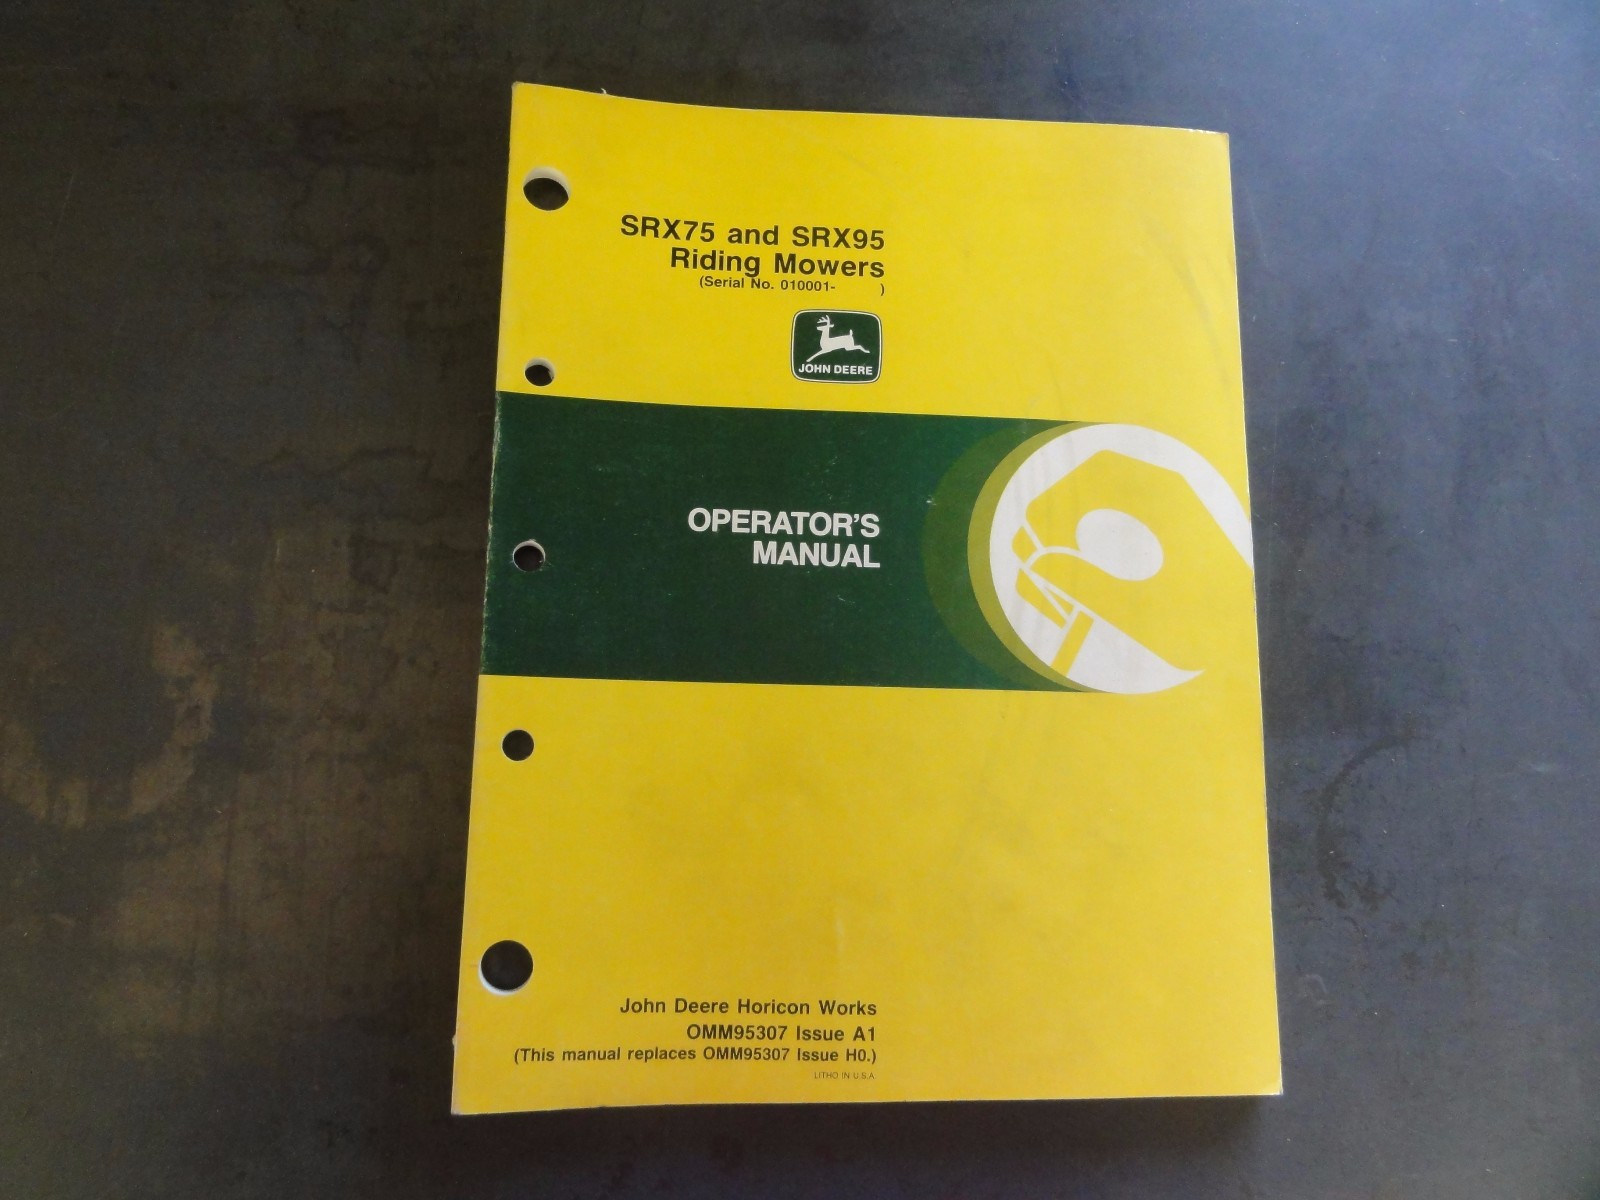 SRX75 and SRX95
Riding Mowers
(Serial No. 010001- )
JOHN DEERE
OPERATOR'S
MANUAL
John Deere Horicon Works
OMM95307 Issue A1
(This manual replaces OMM95307 Issue H0.)
LITHO IN U.S.A.